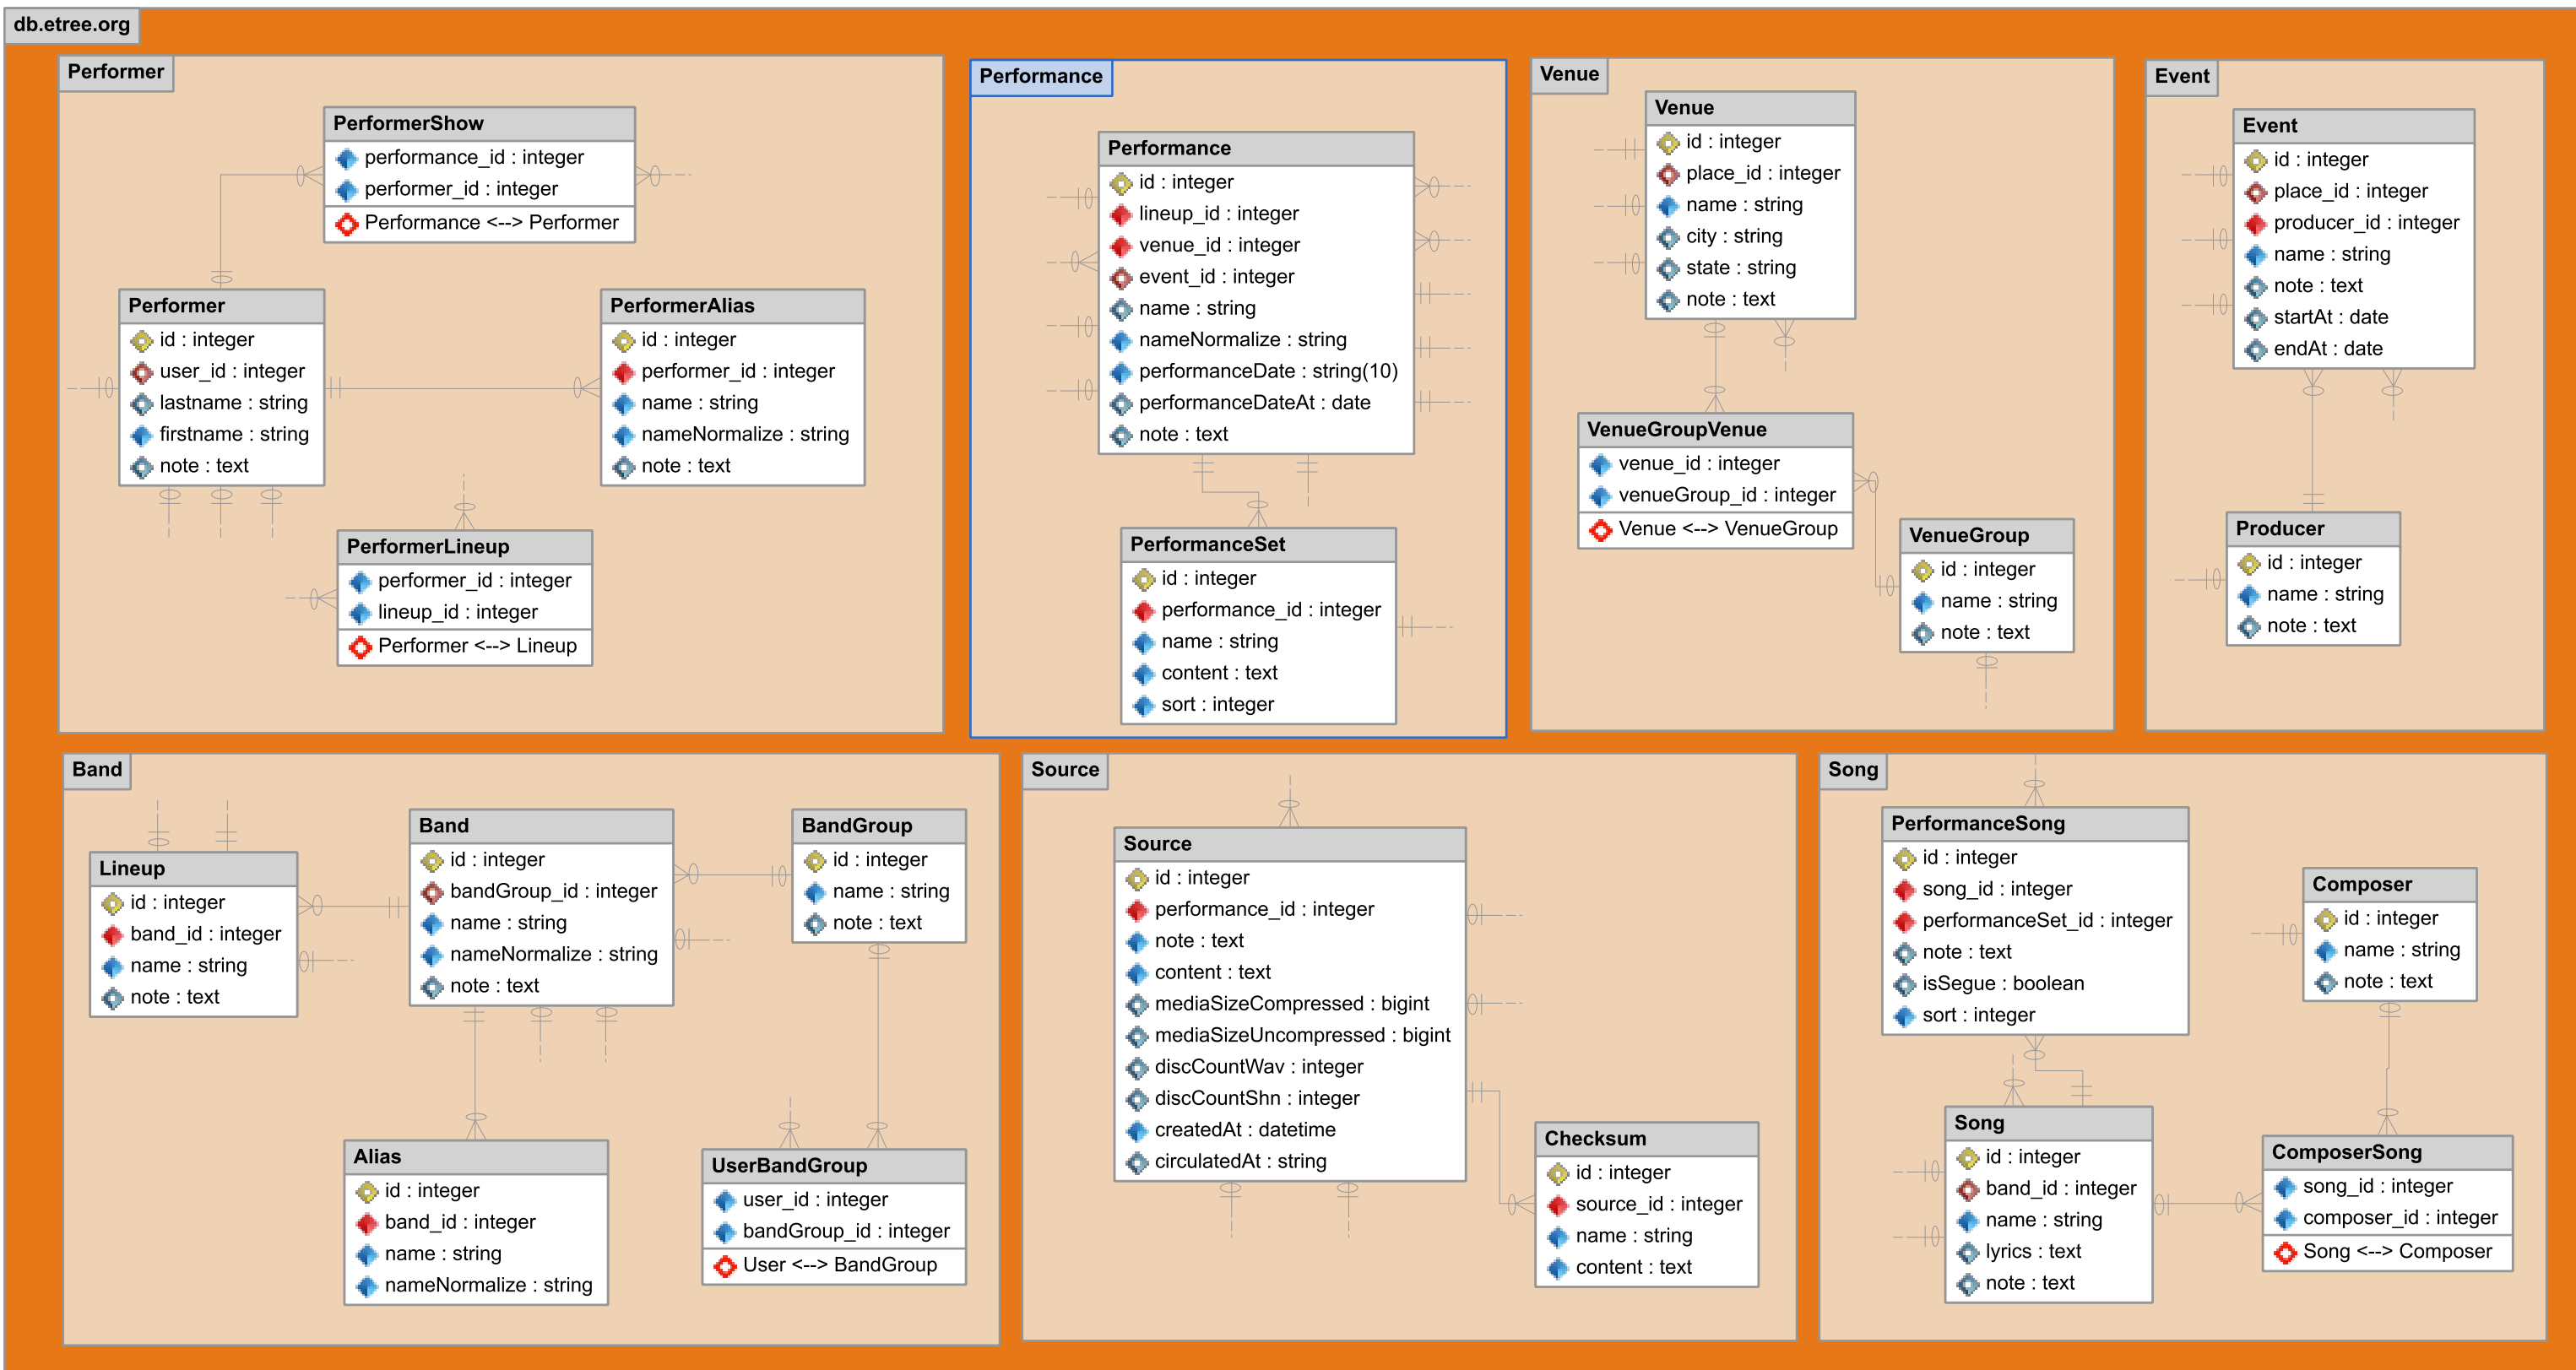 db.etree.org
Performer
PerformerShow
performance_id : integer
performer_id : integer
Performance <--> Performer
Performer
id : integer
user_id : integer
lastname : string
firstname : string
note : text
PerformerAlias
id : integer
performer_id : integer
name : string
nameNormalize : string
note : text
PerformerLineup
performer_id : integer
lineup_id : integer
Performer <--> Lineup
Performance
Performance
id : integer
lineup_id : integer
venue_id : integer
event_id : integer
name : string
nameNormalize : string
performanceDate : string(10)
performanceDateAt : date
note : text
PerformanceSet
id : integer
performance_id : integer
name : string
content : text
sort : integer
Venue
Venue
id : integer
place_id : integer
name : string
city : string
state : string
note : text
VenueGroupVenue
venue_id : integer
venueGroup_id : integer
Venue <--> VenueGroup
VenueGroup
id : integer
name : string
note : text
Event
Event
id : integer
place_id : integer
producer_id : integer
name : string
note : text
startAt : date
endAt : date
Producer
id : integer
name : string
note : text
Band
Lineup
id : integer
band_id : integer
name : string
note : text
Band
id : integer
bandGroup_id : integer
name : string
nameNormalize : string
note : text
BandGroup
id : integer
name : string
note : text
Alias
id : integer
band_id : integer
name : string
nameNormalize : string
UserBandGroup
user_id : integer
bandGroup_id : integer
User <--> BandGroup
Source
Source
id : integer
performance_id : integer
note : text
content : text
mediaSizeCompressed : bigint
mediaSizeUncompressed : bigint
discCountWav : integer
discCountShn : integer
createdAt : datetime
circulatedAt : string
Checksum
id : integer
source_id : integer
name : string
content : text
Song
PerformanceSong
id : integer
song_id : integer
performanceSet_id : integer
note : text
isSegue : boolean
sort : integer
Composer
id : integer
name : string
note : text
Song
id : integer
band_id : integer
name : string
lyrics : text
note : text
ComposerSong
song_id : integer
composer_id : integer
Song <--> Composer